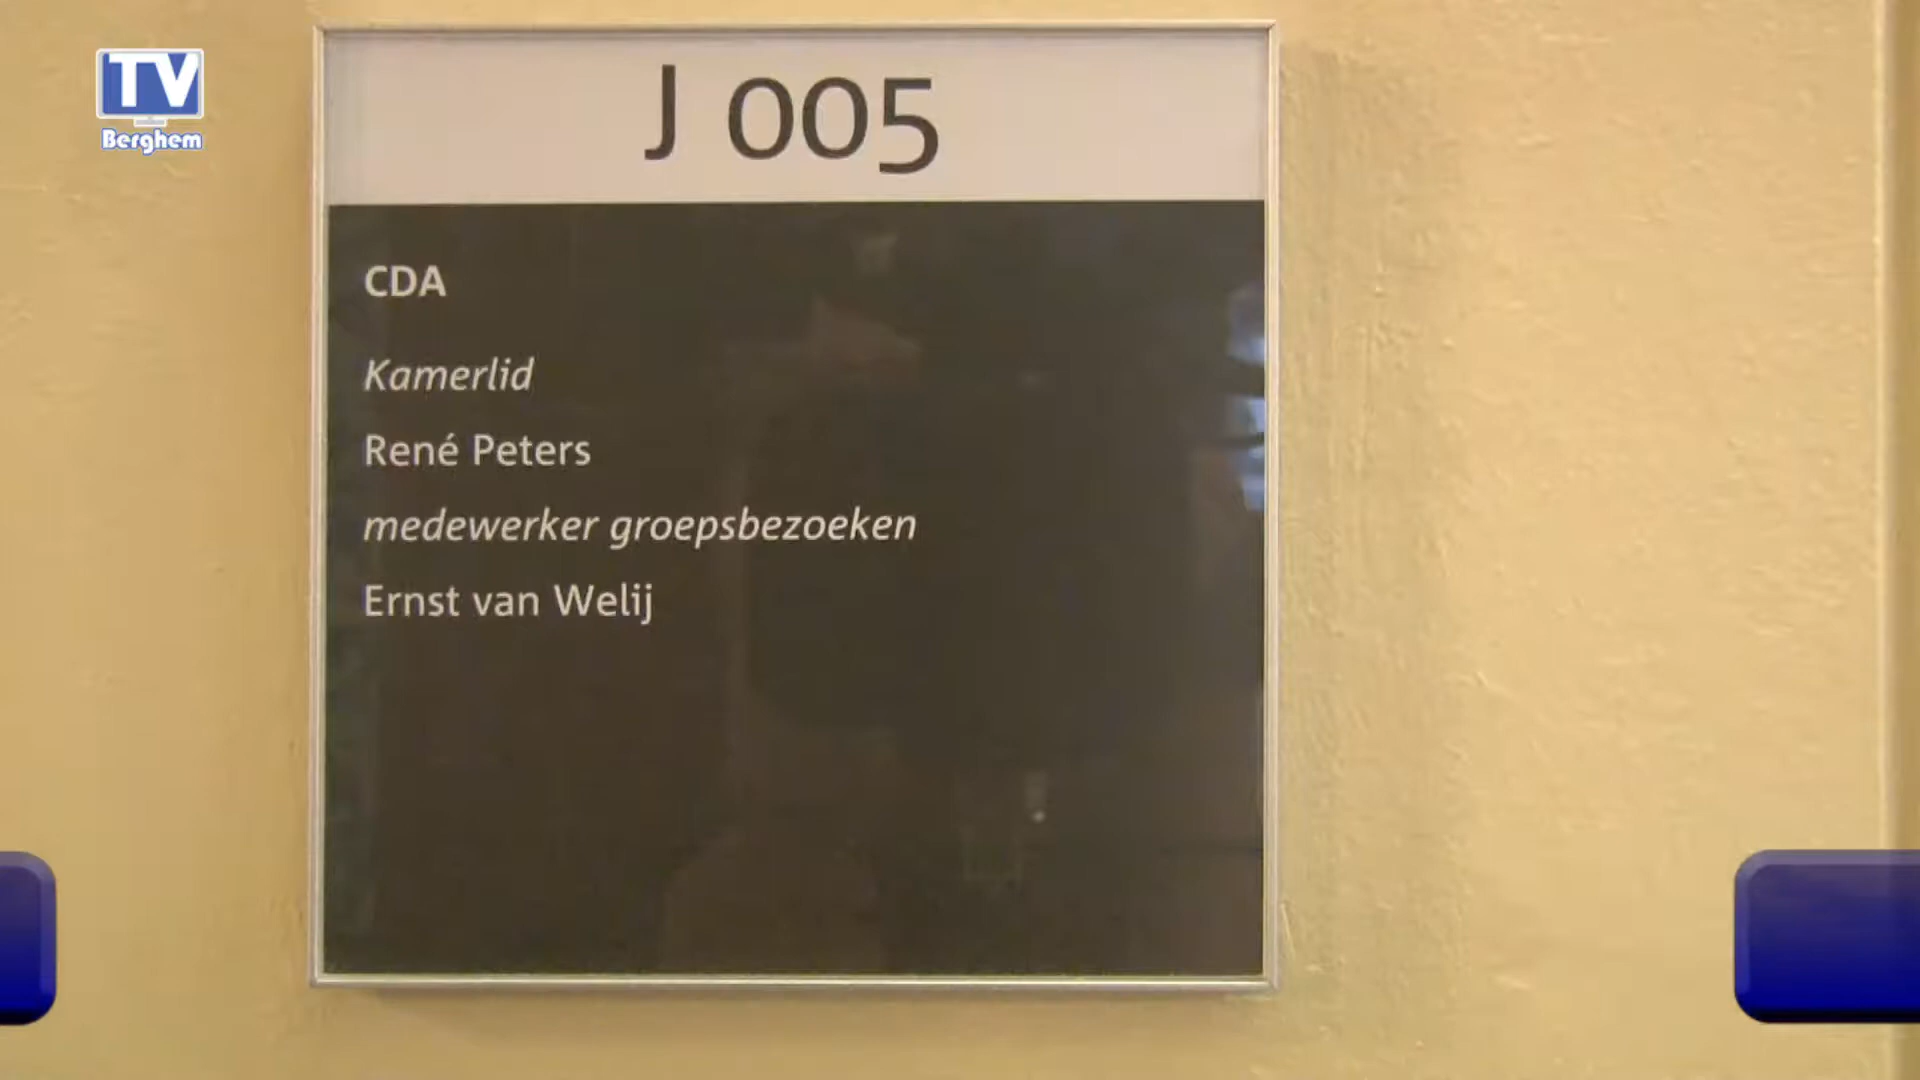 TV
Berghem
J 005
CDA
Kamerlid
René Peters
medewerker groepsbezoeken
Ernst van Welij